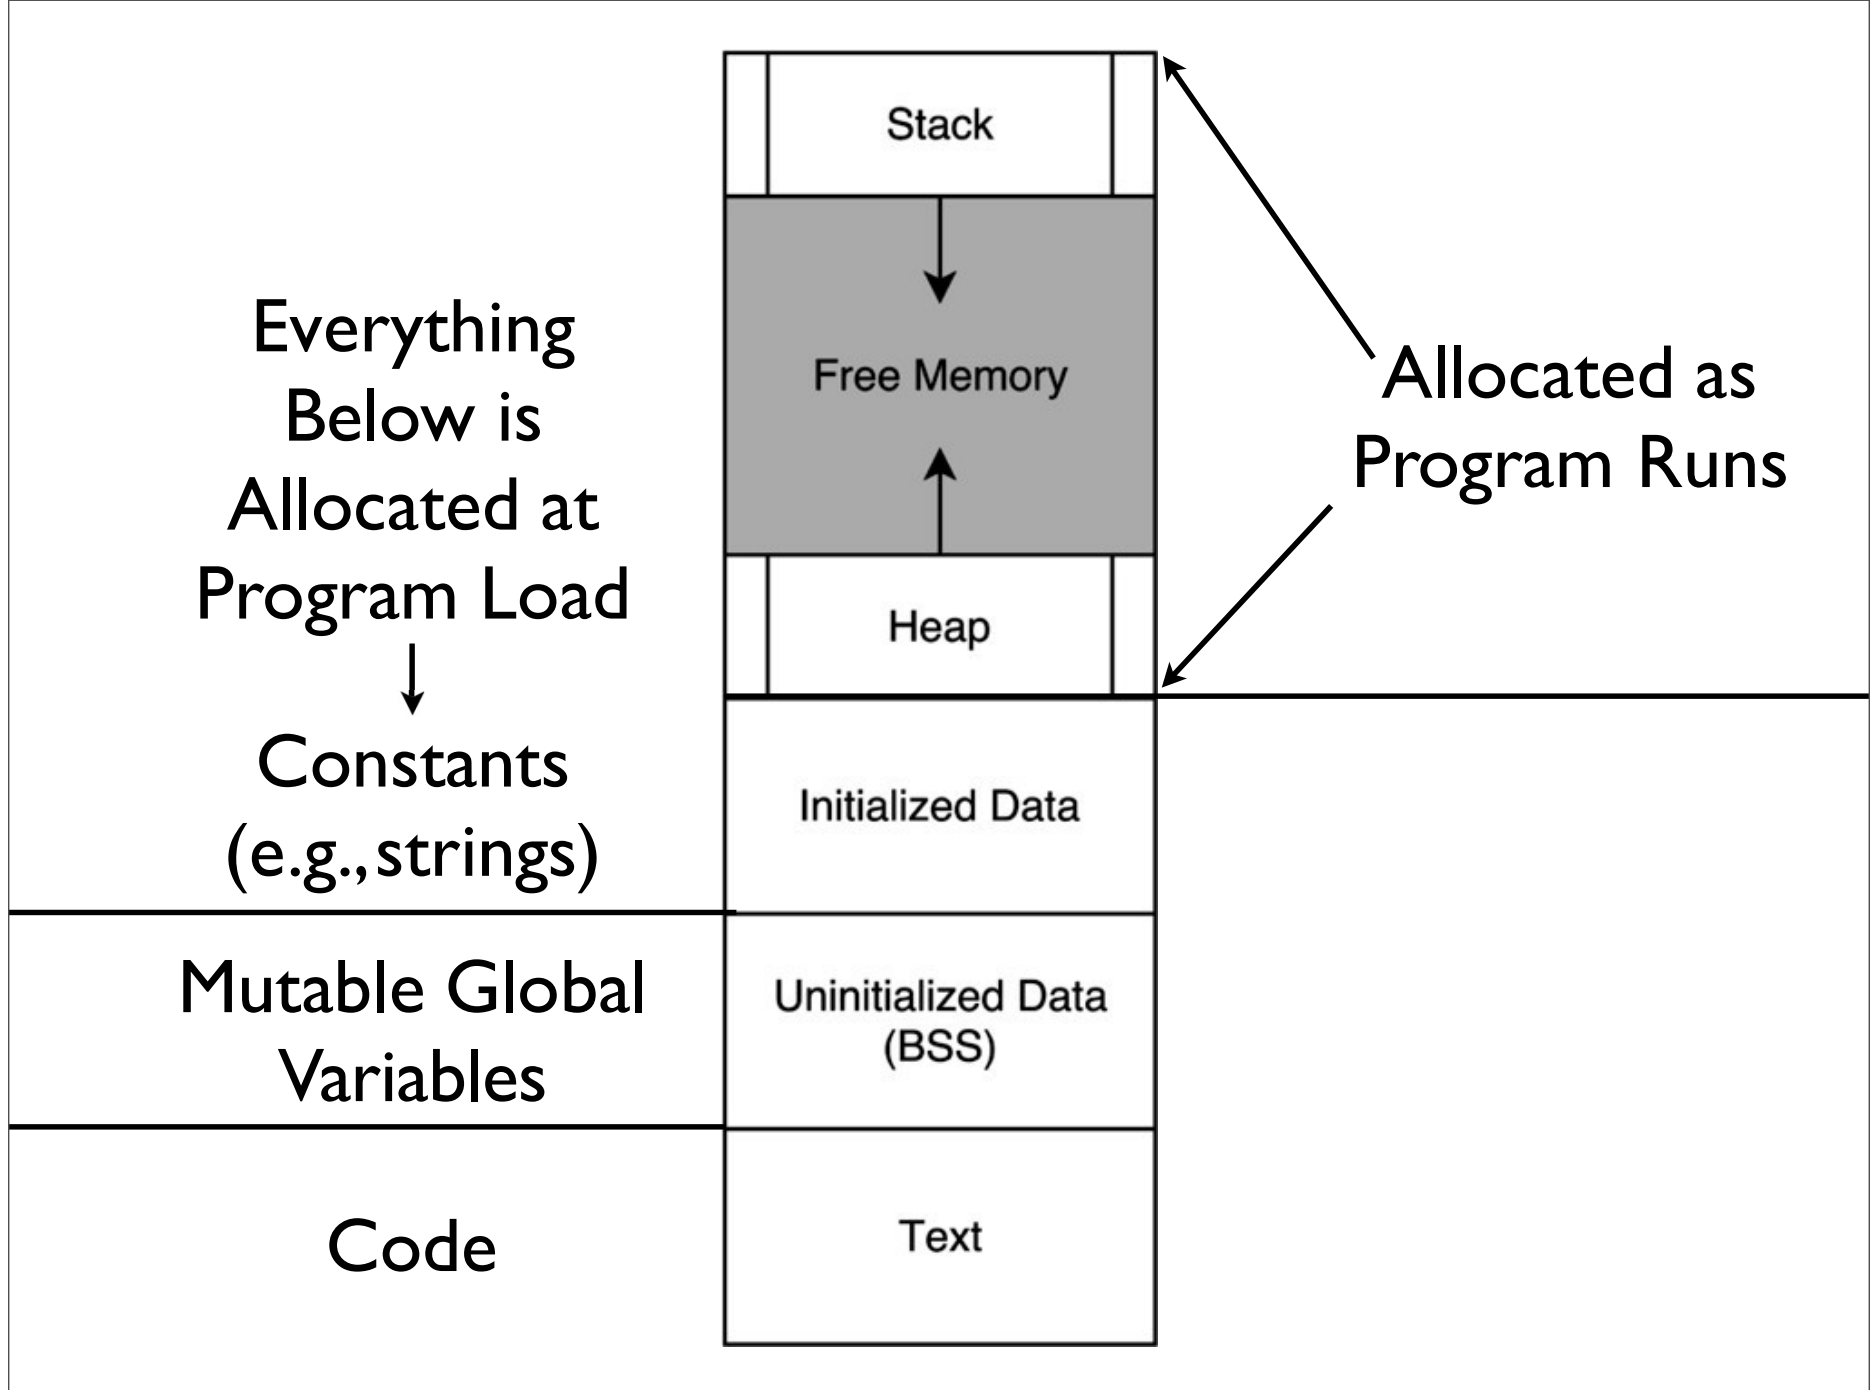 Stack
Everything
Below is
Allocated at
Program Load
Free Memory
Allocated as
Program Runs
Heap
Constants
(e.g., strings)
Initialized Data
Mutable Global
Variables
Uninitialized Data
(BSS)
Code
Text